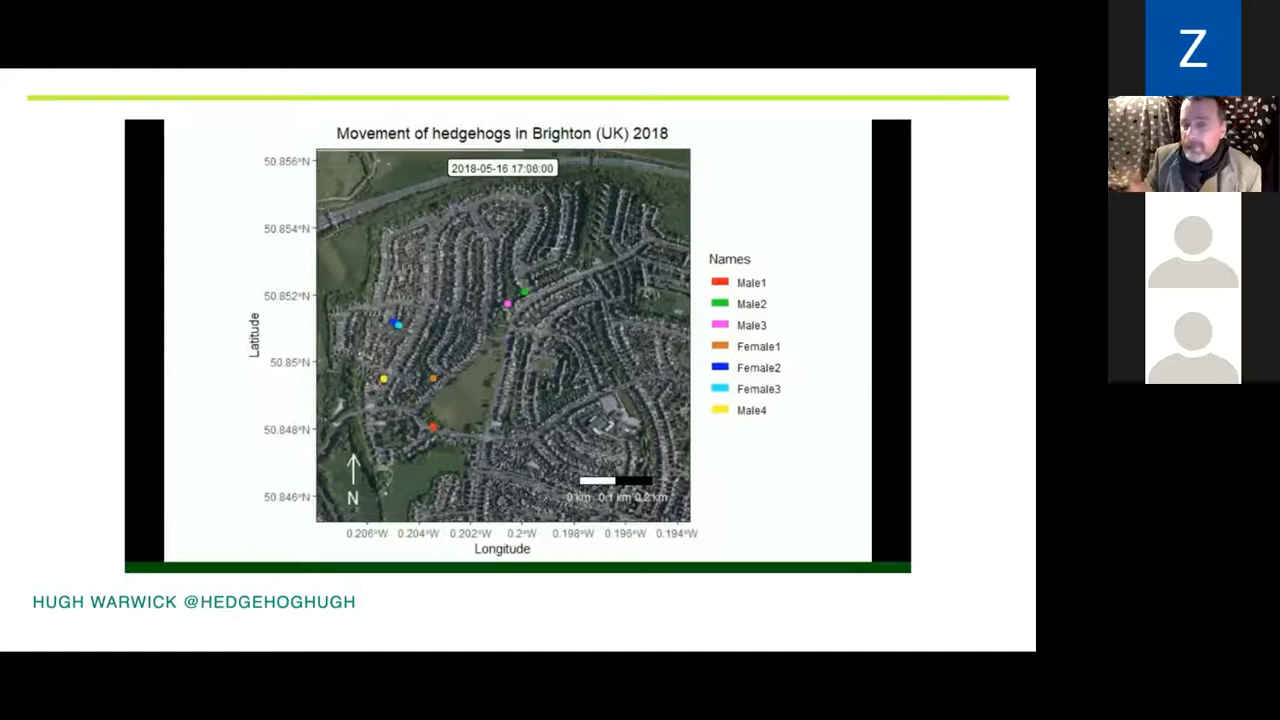 Z
Movement of hedgehogs in Brighton (UK) 2018
2018-05-16 17:08:00
50.856°N
50.854°N
50.852°N
50.85°N
50.848°N
50.846°N
Latitude
N
0 km 0.1 km 0.2 km
0.206°W 0.204°W 0.202°W 0.2°W 0.198°W 0.196°W 0.194°W
Longitude
Names
Male1
Male2
Male3
Female1
Female2
Female3
Male4
HUGH WARWICK @HEDGEHOGHUGH